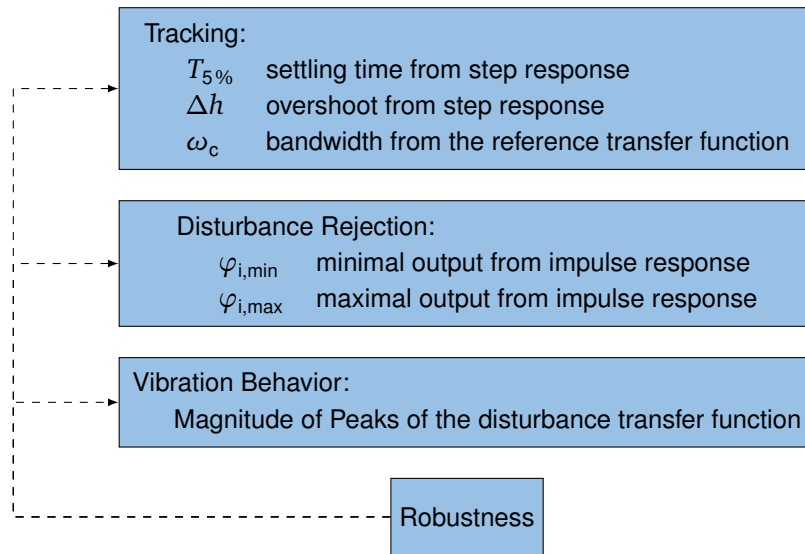 Tracking:
T5% settling time from step response
Δh overshoot from step response
ωc bandwidth from the reference transfer function
Disturbance Rejection:
φi,min minimal output from impulse response
φi,max maximal output from impulse response
Vibration Behavior:
Magnitude of Peaks of the disturbance transfer function
Robustness